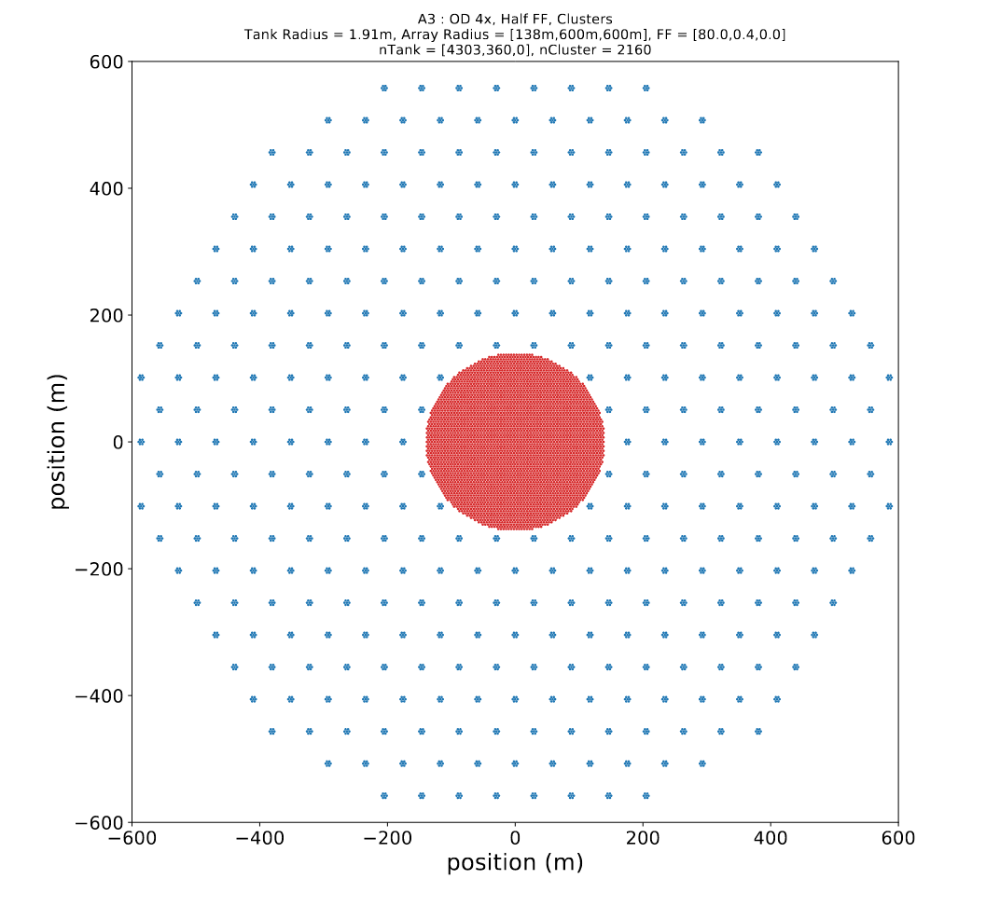 A3 : OD 4x, Half FF, Clusters
Tank Radius = 1.91m, Array Radius = [138m,600m,600m], FF = [80.0,0.4,0.0]
nTank = [4303,360,0], nCluster = 2160
600
400
200
0
−200
−400
−600
position (m)
−600 −400 −200 0 200 400 600
position (m)